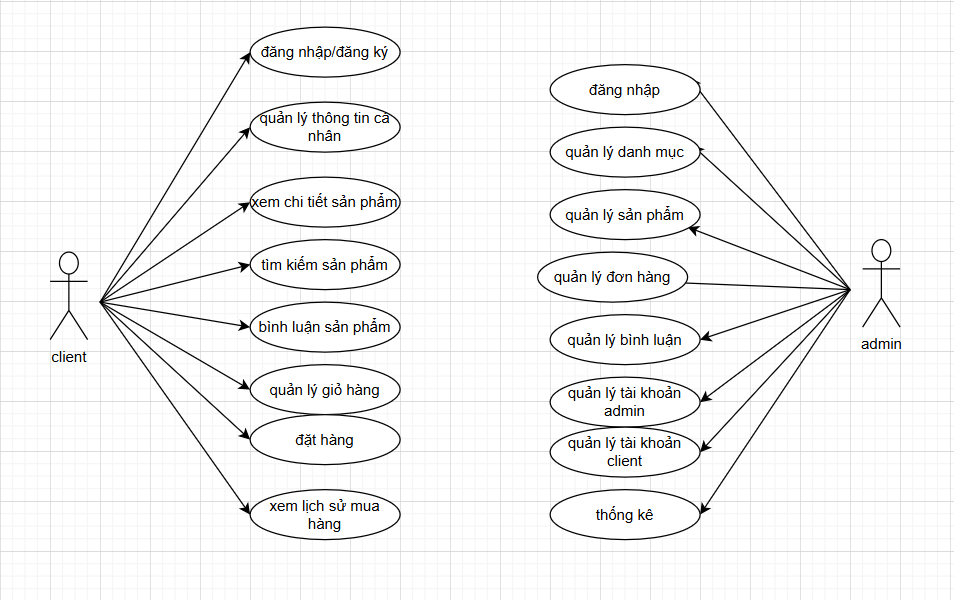 đăng nhập/đăng ký
quản lý thông tin cá
nhân
xem chi tiết sản phẩm
tìm kiếm sản phẩm
bình luận sản phẩm
quản lý giỏ hàng
đặt hàng
xem lịch sử mua
hàng
client
đăng nhập
quản lý danh mục
quản lý sản phẩm
quản lý đơn hàng
quản lý bình luận
quản lý tài khoản
admin
quản lý tài khoản
client
thống kê
admin